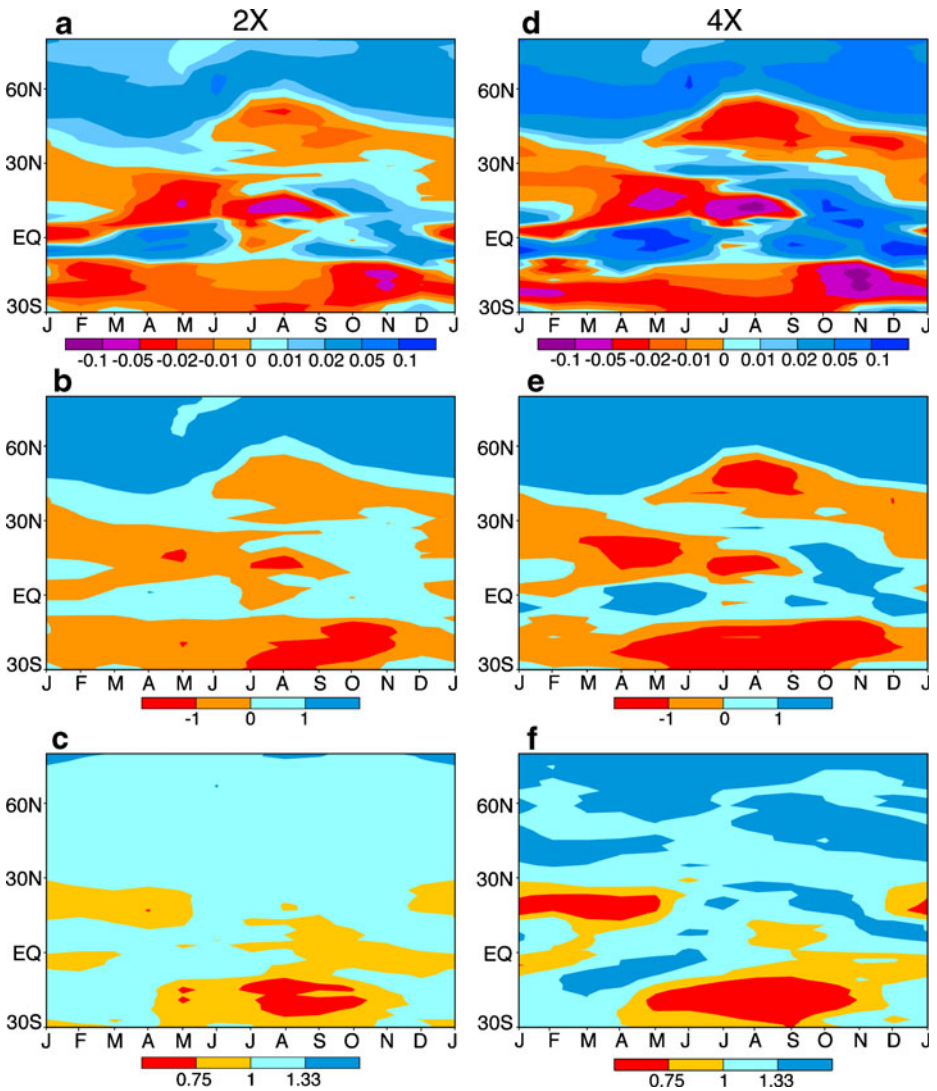 2X
4X
a
60N
30N
EQ
30S
J F M A M J J A S O N D J
-0.1 -0.05 -0.02 -0.01 0 0.01 0.02 0.05 0.1
d
60N
30N
EQ
30S
J F M A M J J A S O N D J
-0.1 -0.05 -0.02 -0.01 0 0.01 0.02 0.05 0.1
b
60N
30N
EQ
30S
J F M A M J J A S O N D J
-1 0 1
e
60N
30N
EQ
30S
J F M A M J J A S O N D J
-1 0 1
c
60N
30N
EQ
30S
J F M A M J J A S O N D J
0.75 1 1.33
f
60N
30N
EQ
30S
J F M A M J J A S O N D J
0.75 1 1.33